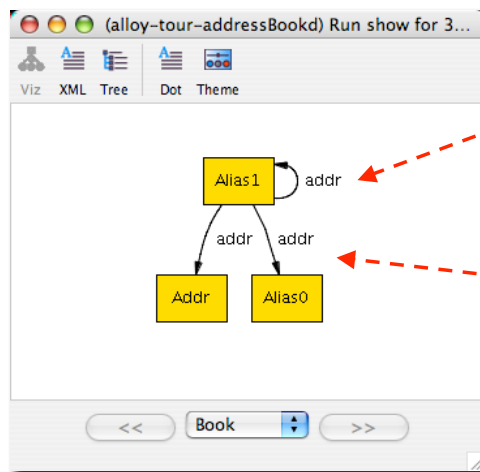 (alloy-tour-addressBookd) Run show for 3...
Viz XML Tree Dot Theme
Alias1 addr
addr addr
Addr Alias0
<< Book >>